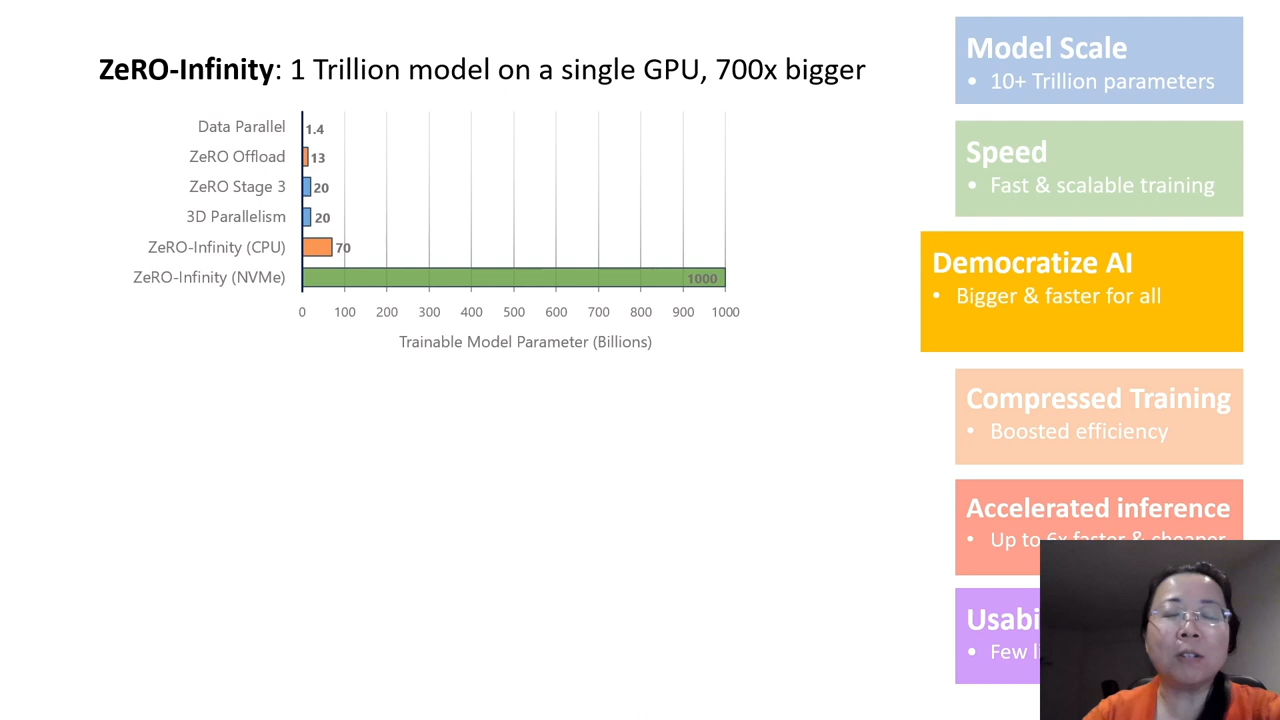 ZeRO-Infinity: 1 Trillion model on a single GPU, 700x bigger
Data Parallel 1.4
ZeRO Offload 13
ZeRO Stage 3 20
3D Parallelism 20
ZeRO-Infinity (CPU) 70
ZeRO-Infinity (NVMe) 1000
0 100 200 300 400 500 600 700 800 900 1000
Trainable Model Parameter (Billions)
Model Scale
• 10+ Trillion parameters
Speed
• Fast & scalable training
Democratize AI
• Bigger & faster for all
Compressed Training
• Boosted efficiency
Accelerated inference
• Up to 6x faster & cheaper
Usabi
• Few l